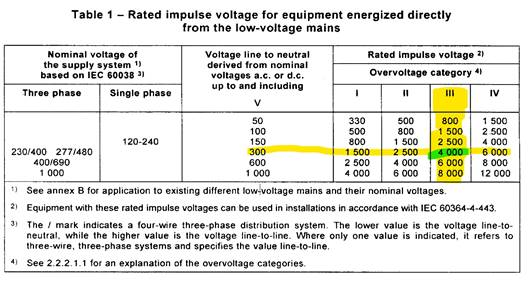 Table 1 – Rated impulse voltage for equipment energized directly
from the low-voltage mains
Nominal voltage of
the supply system 1)
based on IEC 60038 3)
Voltage line to neutral
derived from nominal
voltages a.c. or d.c.
up to and including
Rated impulse voltage 2)
Overvoltage category 4)
Three phase Single phase V I II III IV
50 330 500 800 1 500
100 500 800 1 500 2 500
120-240 150 800 1 500 2 500 4 000
230/400 277/480 300 1 500 2 500 4 000 6 000
400/690 600 2 500 4 000 6 000 8 000
1 000 1 000 4 000 6 000 8 000 12 000
1) See annex B for application to existing different low-voltage mains and their nominal voltages.
2) Equipment with these rated impulse voltages can be used in installations in accordance with IEC 60364-4-443.
3) The / mark indicates a four-wire three-phase distribution system. The lower value is the voltage line-to-
neutral, while the higher value is the voltage line-to-line. Where only one value is indicated, it refers to
three-wire, three-phase systems and specifies the value line-to-line.
4) See 2.2.2.1.1 for an explanation of the overvoltage categories.